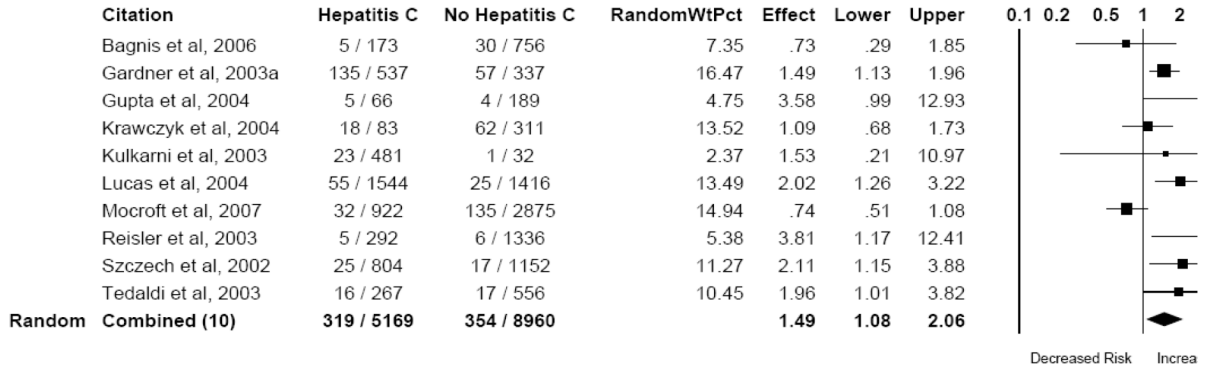 Citation Hepatitis C No Hepatitis C RandomWtPct Effect Lower Upper 0.1 0.2 0.5 1 2
Bagnis et al, 2006 5 / 173 30 / 756 7.35 .73 .29 1.85
Gardner et al, 2003a 135 / 537 57 / 337 16.47 1.49 1.13 1.96
Gupta et al, 2004 5 / 66 4 / 189 4.75 3.58 .99 12.93
Krawczyk et al, 2004 18 / 83 62 / 311 13.52 1.09 .68 1.73
Kulkarni et al, 2003 23 / 481 1 / 32 2.37 1.53 .21 10.97
Lucas et al, 2004 55 / 1544 25 / 1416 13.49 2.02 1.26 3.22
Mocroft et al, 2007 32 / 922 135 / 2875 14.94 .74 .51 1.08
Reisler et al, 2003 5 / 292 6 / 1336 5.38 3.81 1.17 12.41
Szczech et al, 2002 25 / 804 17 / 1152 11.27 2.11 1.15 3.88
Tedaldi et al, 2003 16 / 267 17 / 556 10.45 1.96 1.01 3.82
Random Combined (10) 319 / 5169 354 / 8960 1.49 1.08 2.06
Decreased Risk Increa